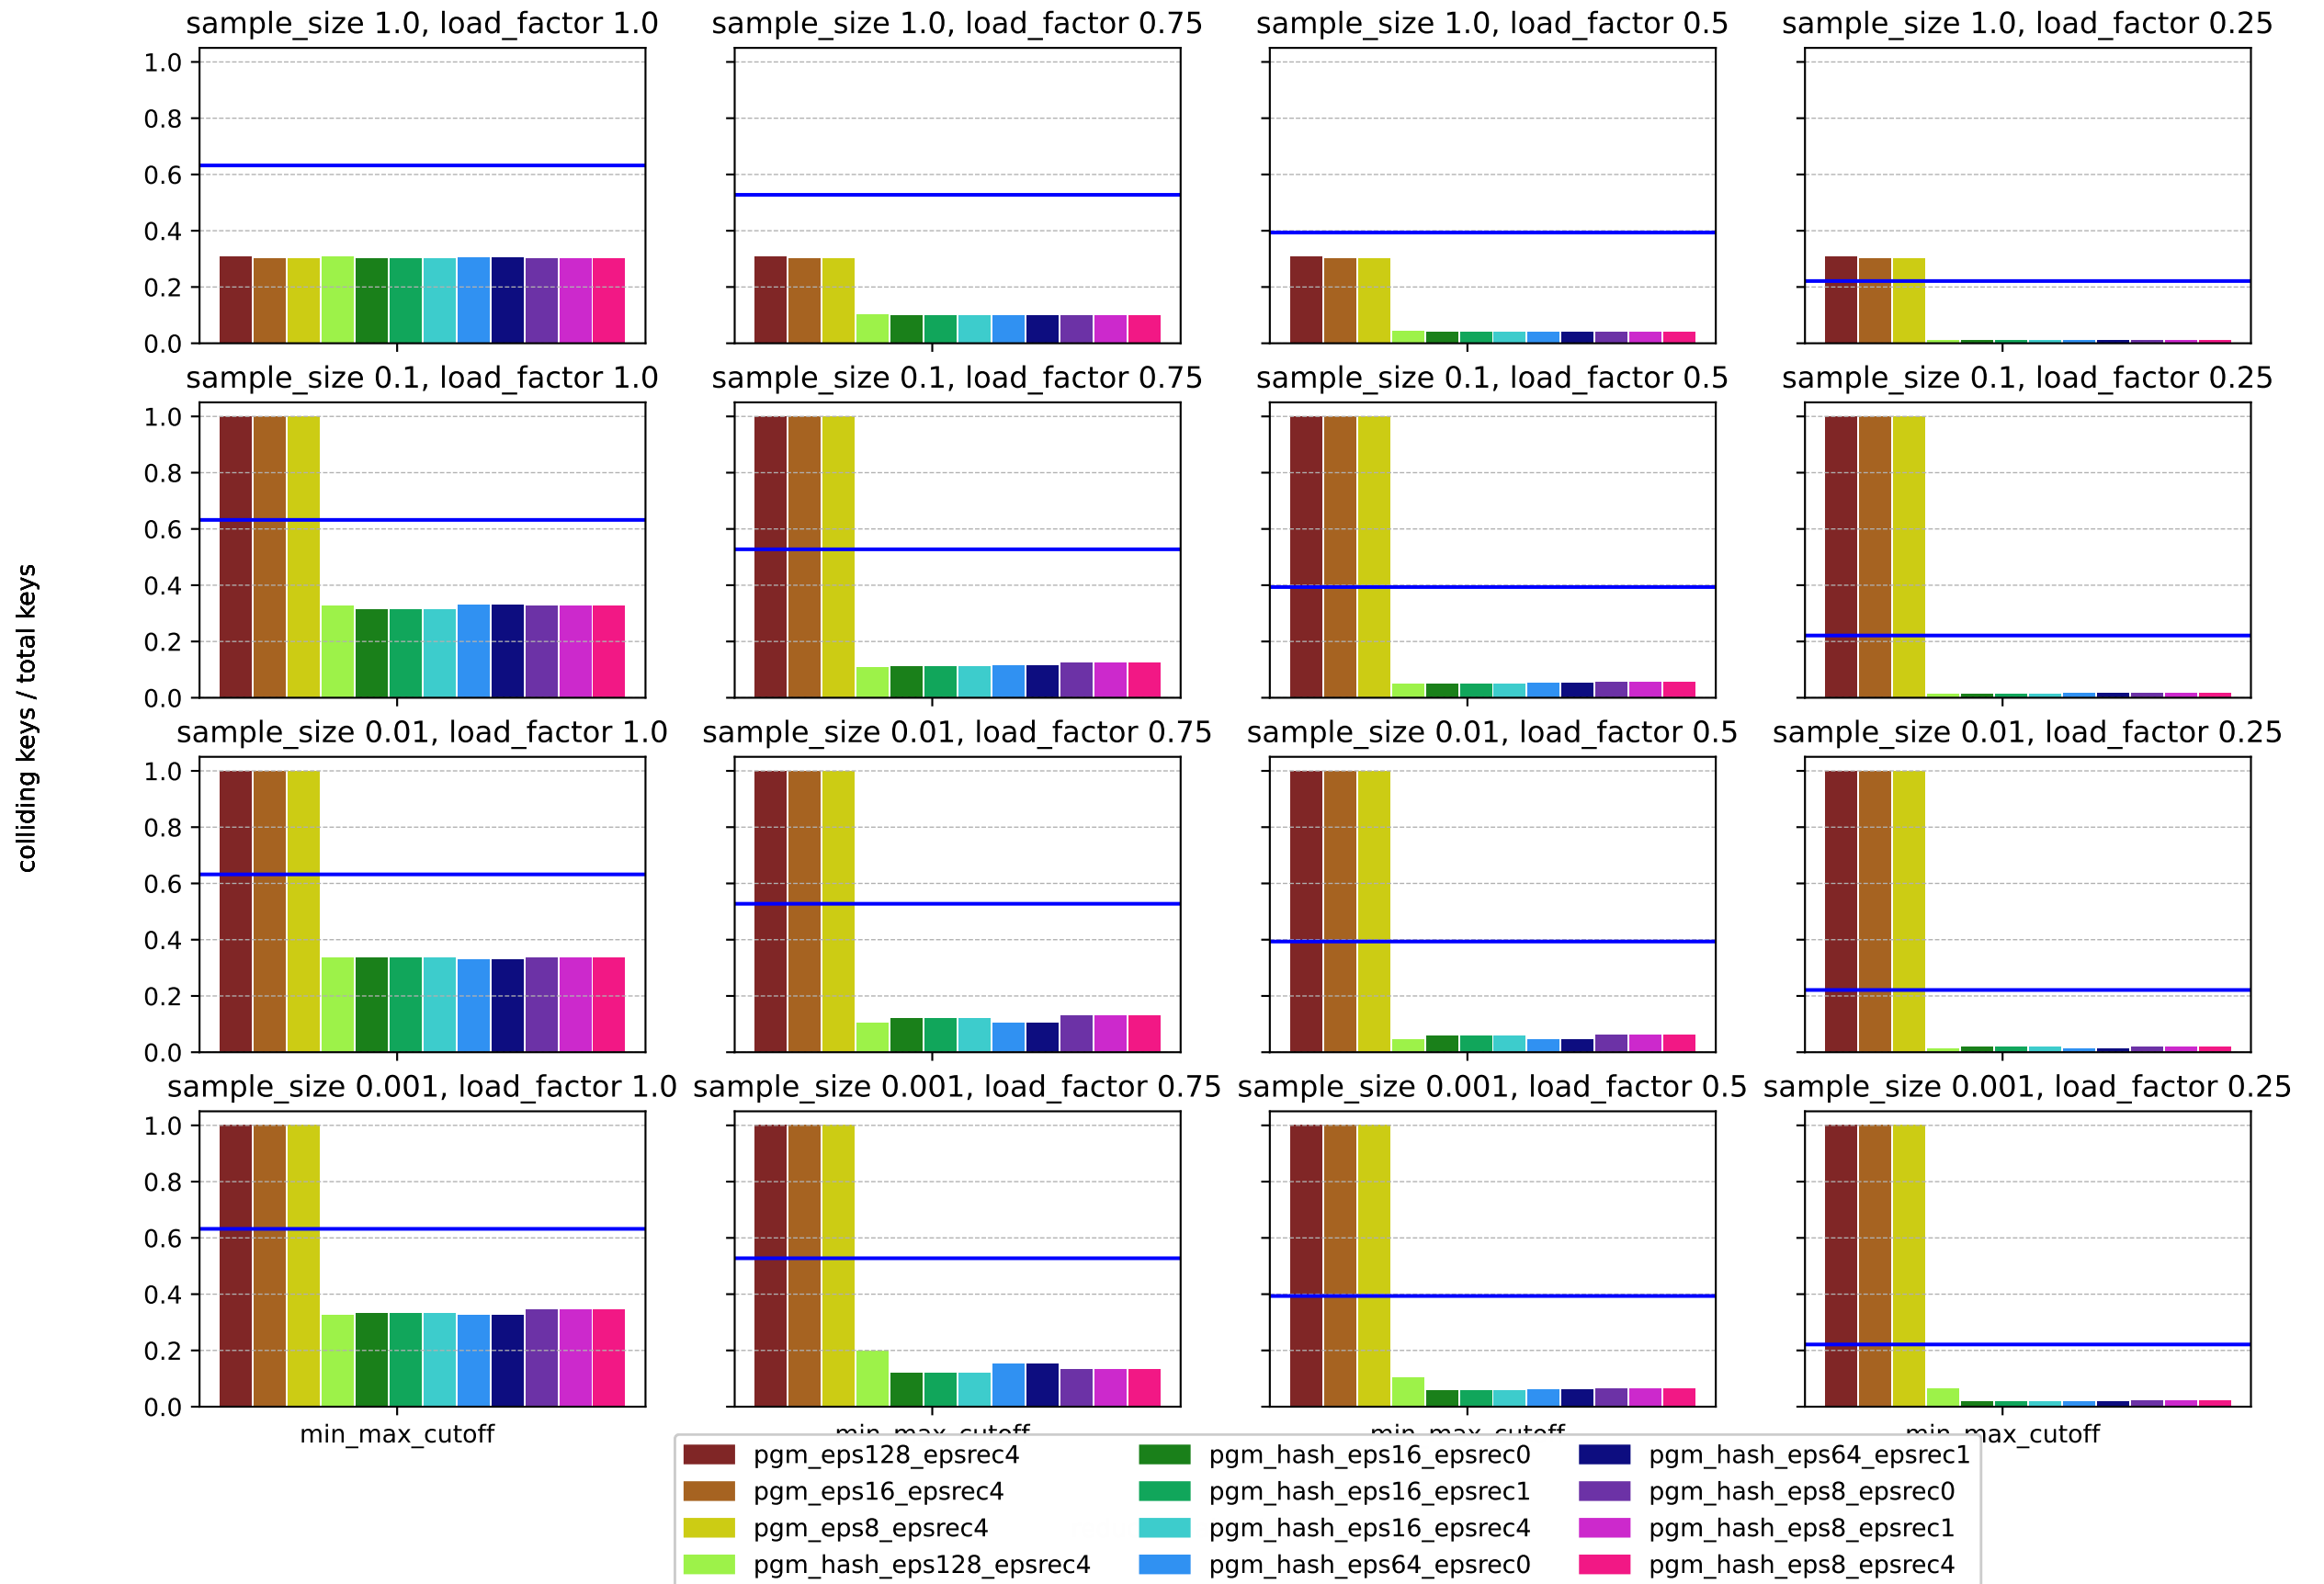 sample_size 1.0, load_factor 1.0
sample_size 1.0, load_factor 0.75
sample_size 1.0, load_factor 0.5
sample_size 1.0, load_factor 0.25
1.0
0.8
0.6
0.4
0.2
0.0
sample_size 0.1, load_factor 1.0
sample_size 0.1, load_factor 0.75
sample_size 0.1, load_factor 0.5
sample_size 0.1, load_factor 0.25
1.0
0.8
0.6
0.4
0.2
0.0
colliding keys / total keys
sample_size 0.01, load_factor 1.0
sample_size 0.01, load_factor 0.75
sample_size 0.01, load_factor 0.5
sample_size 0.01, load_factor 0.25
1.0
0.8
0.6
0.4
0.2
0.0
sample_size 0.001, load_factor 1.0
sample_size 0.001, load_factor 0.75
sample_size 0.001, load_factor 0.5
sample_size 0.001, load_factor 0.25
1.0
0.8
0.6
0.4
0.2
0.0
min_max_cutoff
min_max_cutoff
min_max_cutoff
min_max_cutoff
pgm_eps128_epsrec4
pgm_eps16_epsrec4
pgm_eps8_epsrec4
pgm_hash_eps128_epsrec4
pgm_hash_eps16_epsrec0
pgm_hash_eps16_epsrec1
pgm_hash_eps16_epsrec4
pgm_hash_eps64_epsrec0
pgm_hash_eps64_epsrec1
pgm_hash_eps8_epsrec0
pgm_hash_eps8_epsrec1
pgm_hash_eps8_epsrec4